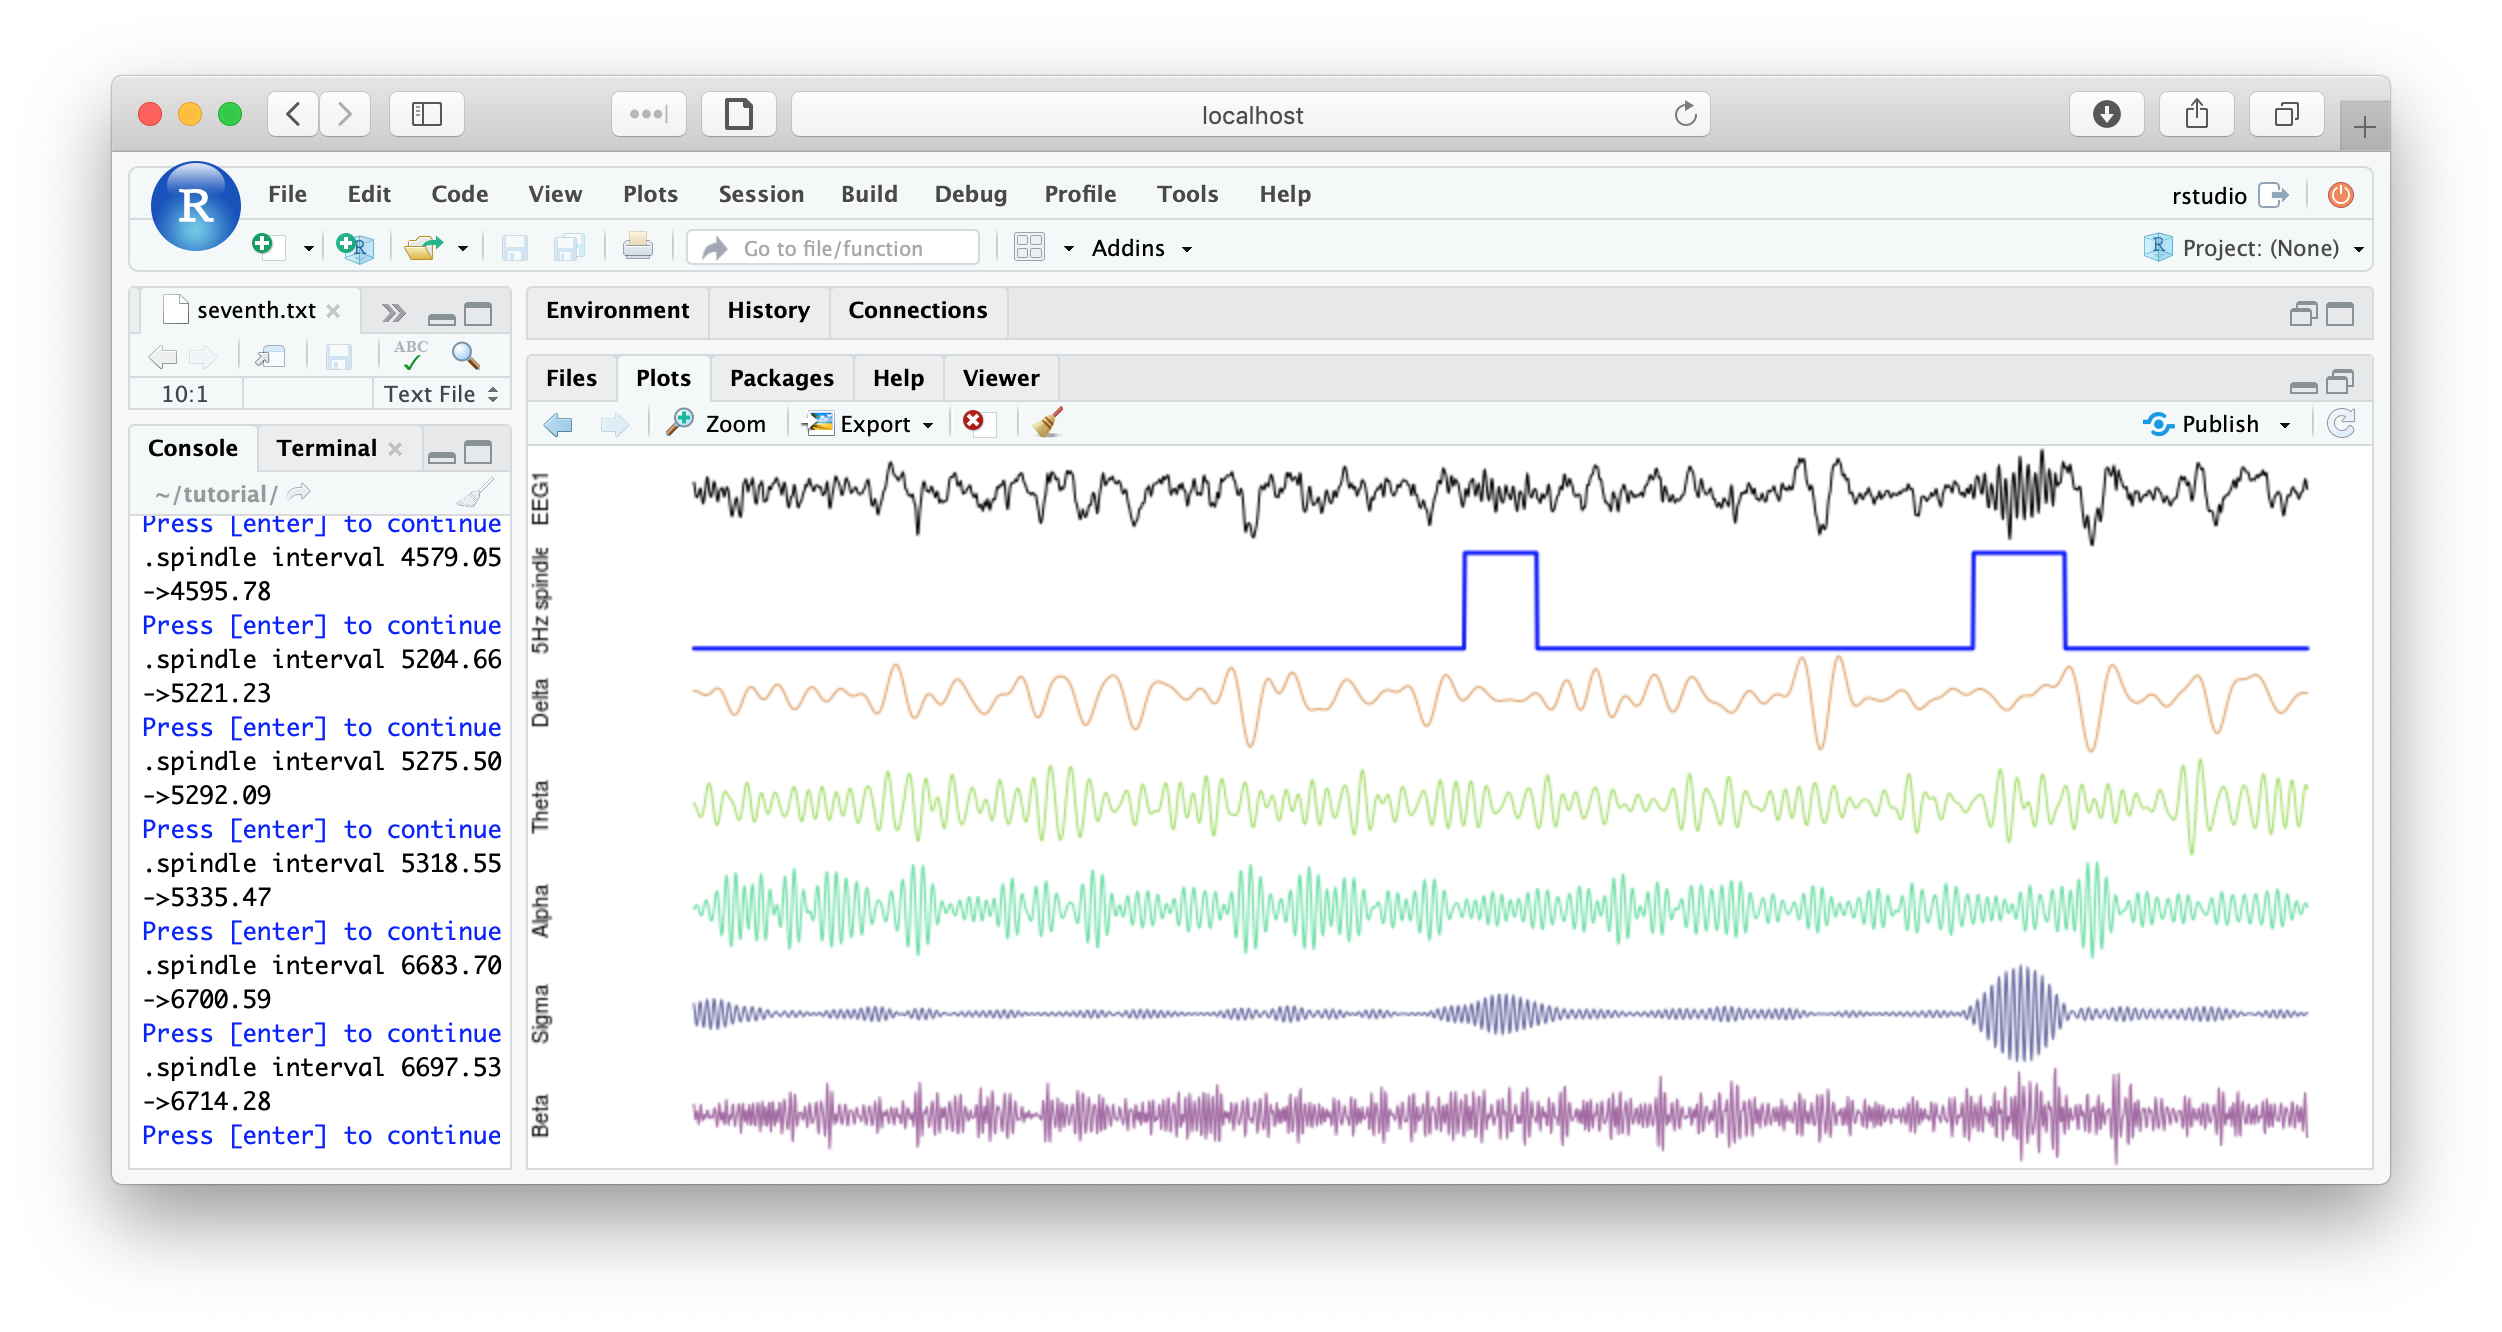 localhost
R
File Edit Code View Plots Session Build Debug Profile Tools Help
rstudio
R
Go to file/function
Addins
R Project: (None)
seventh.txt
ABC
10:1
Text File
Console Terminal
~/tutorial/
Press [enter] to continue
.spindle interval 4579.05
->4595.78
Press [enter] to continue
.spindle interval 5204.66
->5221.23
Press [enter] to continue
.spindle interval 5275.50
->5292.09
Press [enter] to continue
.spindle interval 5318.55
->5335.47
Press [enter] to continue
.spindle interval 6683.70
->6700.59
Press [enter] to continue
.spindle interval 6697.53
->6714.28
Press [enter] to continue
Environment History Connections
Files Plots Packages Help Viewer
Zoom
Export
Publish
EEG1
5Hz spindle
Delta
Theta
Alpha
Sigma
Beta